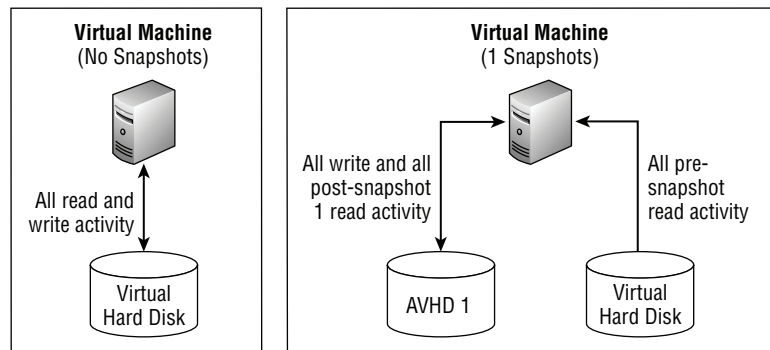 Virtual Machine
(No Snapshots)
All read and
write activity
Virtual
Hard Disk
Virtual Machine
(1 Snapshots)
All write and all
post-snapshot
1 read activity
All pre-
snapshot
read activity
AVHD 1
Virtual
Hard Disk